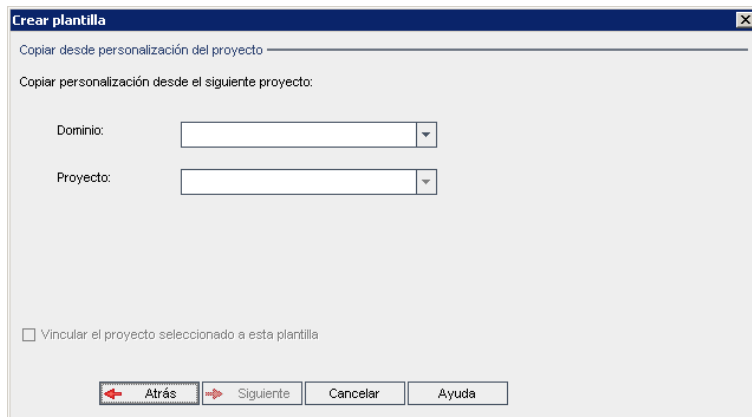 Crear plantilla
Copiar desde personalización del proyecto
Copiar personalización desde el siguiente proyecto:
Dominio:
Proyecto:
Vincular el proyecto seleccionado a esta plantilla
Atrás Siguiente Cancelar Ayuda